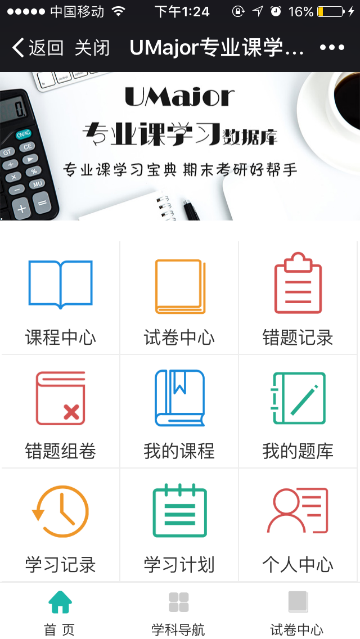 中国移动 下午1:24 16%
返回 关闭 UMajor专业课学...
UMajor
专业课学习数据库
专业课学习宝典 期末考研好帮手
课程中心 试卷中心 错题记录
错题组卷 我的课程 我的题库
学习记录 学习计划 个人中心
首 页 学科导航 试卷中心